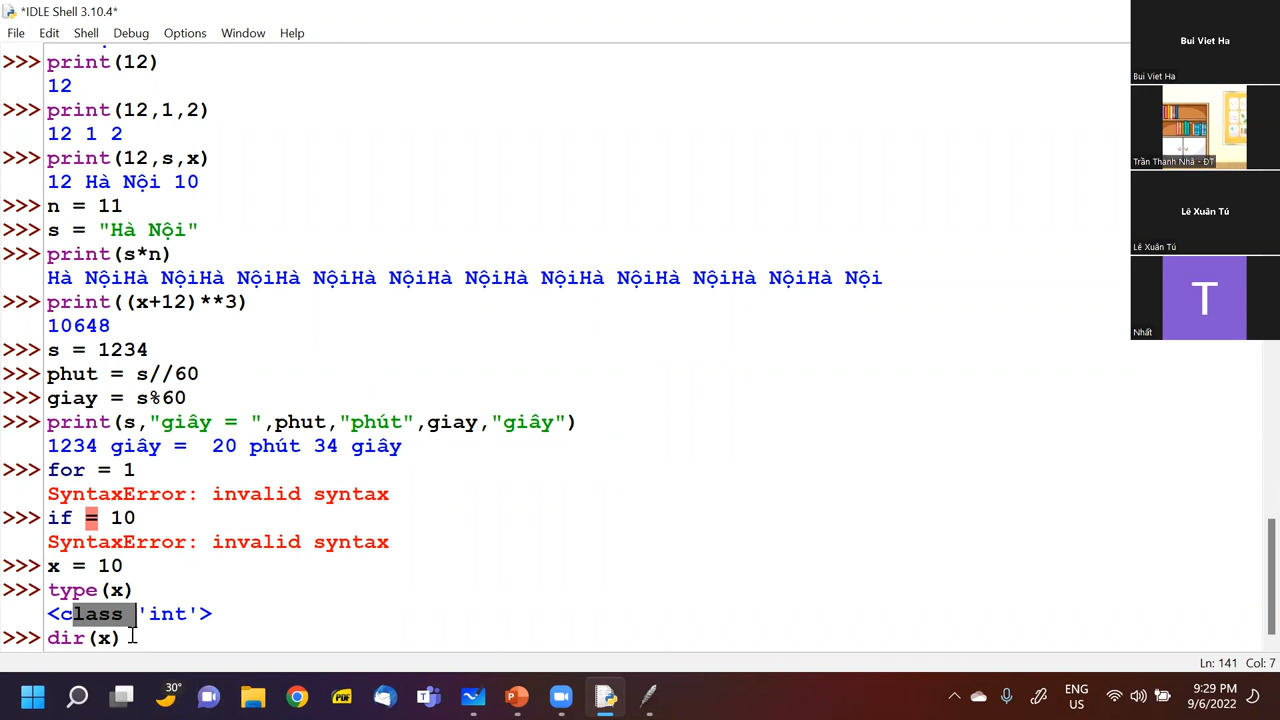 *IDLE Shell 3.10.4*
File Edit Shell Debug Options Window Help
>>> print(12)
12
>>> print(12,1,2)
12 1 2
>>> print(12,s,x)
12 Hà Nội 10
>>> n = 11
>>> s = "Hà Nội"
>>> print(s*n)
Hà NộiHà NộiHà NộiHà NộiHà NộiHà NộiHà NộiHà NộiHà NộiHà NộiHà Nội
>>> print((x+12)**3)
10648
>>> s = 1234
>>> phut = s//60
>>> giay = s%60
>>> print(s,"giây = ",phut,"phút",giay,"giây")
1234 giây =  20 phút 34 giây
>>> for = 1
SyntaxError: invalid syntax
>>> if = 10
SyntaxError: invalid syntax
>>> x = 10
>>> type(x)
<class 'int'>
>>> dir(x)
Ln: 141 Col: 7
Bui Viet Ha
Bui Viet Ha
Trần Thanh Nhã - ĐT
Lê Xuân Tú
Lê Xuân Tú
T
Nhất
30°
PDF
ENG
US
9:29 PM
9/6/2022